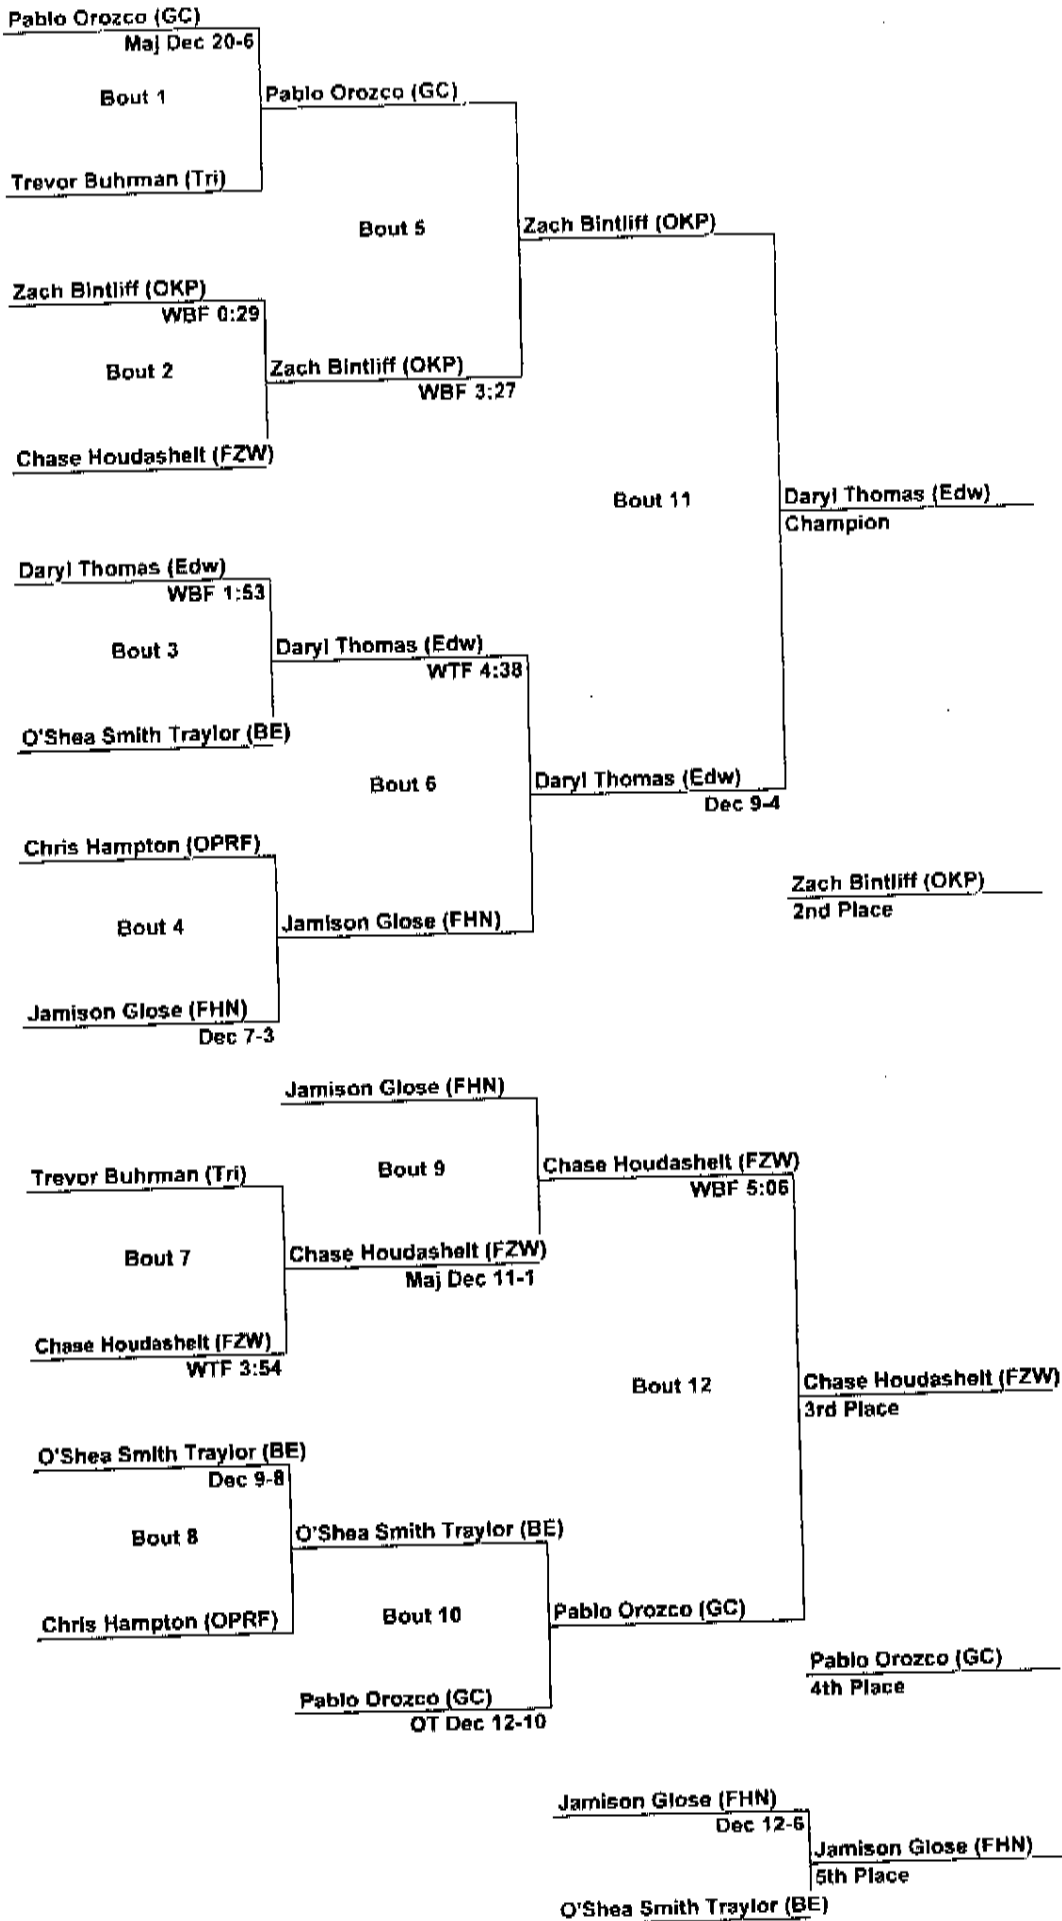 Pablo Orozco (GC)
Maj Dec 20-6
Bout 1
Pablo Orozco (GC)
Trevor Buhrman (Tri)
Bout 5
Zach Bintliff (OKP)
Zach Bintliff (OKP)
WBF 0:29
Bout 2
Zach Bintliff (OKP)
WBF 3:27
Chase Houdashelt (FZW)
Bout 11
Daryl Thomas (Edw)
Champion
Daryl Thomas (Edw)
WBF 1:53
Bout 3
Daryl Thomas (Edw)
WTF 4:38
O'Shea Smith Traylor (BE)
Bout 6
Daryl Thomas (Edw)
Dec 9-4
Chris Hampton (OPRF)
Zach Bintliff (OKP)
2nd Place
Bout 4
Jamison Glose (FHN)
Jamison Glose (FHN)
Dec 7-3
Jamison Glose (FHN)
Bout 9
Chase Houdashelt (FZW)
WBF 5:06
Trevor Buhrman (Tri)
Bout 7
Chase Houdashelt (FZW)
Maj Dec 11-1
Chase Houdashelt (FZW)
WTF 3:54
Bout 12
Chase Houdashelt (FZW)
3rd Place
O'Shea Smith Traylor (BE)
Dec 9-8
Bout 8
O'Shea Smith Traylor (BE)
Chris Hampton (OPRF)
Bout 10
Pablo Orozco (GC)
Pablo Orozco (GC)
4th Place
Pablo Orozco (GC)
OT Dec 12-10
Jamison Glose (FHN)
Dec 12-6
Jamison Glose (FHN)
5th Place
O'Shea Smith Traylor (BE)